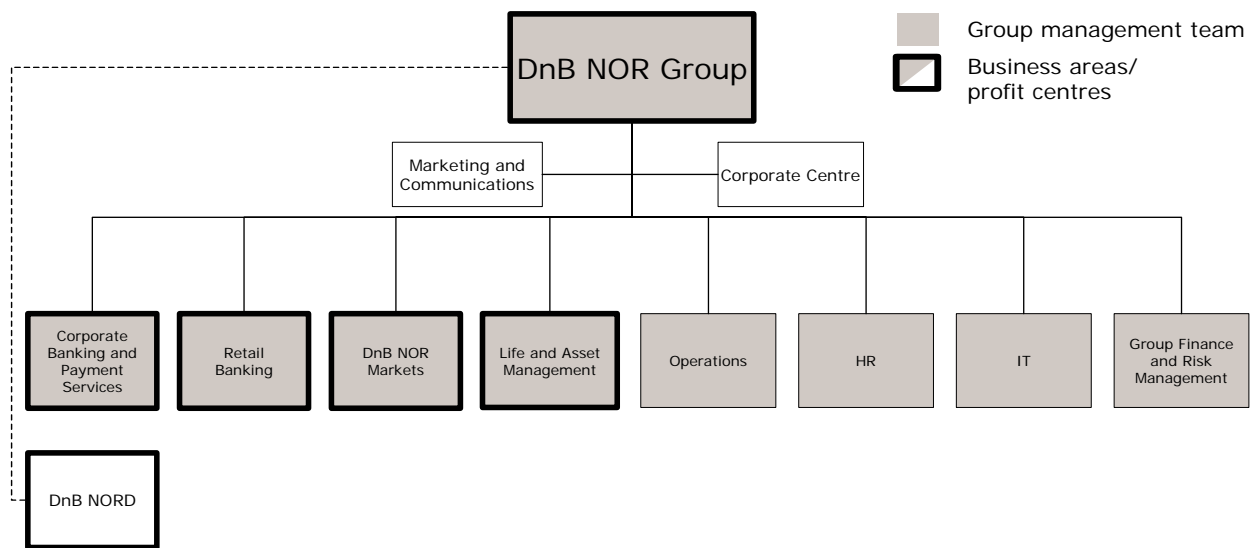 DnB NOR Group
Group management team
Business areas/
profit centres
Marketing and
Communications
Corporate Centre
Corporate
Banking and
Payment
Services
Retail
Banking
DnB NOR
Markets
Life and Asset
Management
Operations
HR
IT
Group Finance
and Risk
Management
DnB NORD